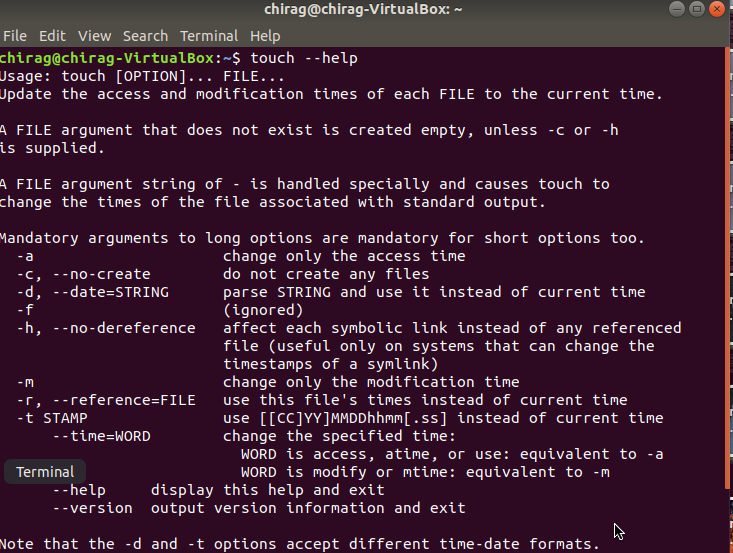 chirag@chirag-VirtualBox: ~
File Edit View Search Terminal Help
chirag@chirag-VirtualBox:~$ touch --help
Usage: touch [OPTION]... FILE...
Update the access and modification times of each FILE to the current time.

A FILE argument that does not exist is created empty, unless -c or -h
is supplied.

A FILE argument string of - is handled specially and causes touch to
change the times of the file associated with standard output.

Mandatory arguments to long options are mandatory for short options too.
  -a                     change only the access time
  -c, --no-create        do not create any files
  -d, --date=STRING      parse STRING and use it instead of current time
  -f                     (ignored)
  -h, --no-dereference   affect each symbolic link instead of any referenced
                         file (useful only on systems that can change the
                         timestamps of a symlink)
  -m                     change only the modification time
  -r, --reference=FILE   use this file's times instead of current time
  -t STAMP               use [[CC]YY]MMDDhhmm[.ss] instead of current time
      --time=WORD        change the specified time:
                           WORD is access, atime, or use: equivalent to -a
Terminal
                           WORD is modify or mtime: equivalent to -m
      --help     display this help and exit
      --version  output version information and exit

Note that the -d and -t options accept different time-date formats.